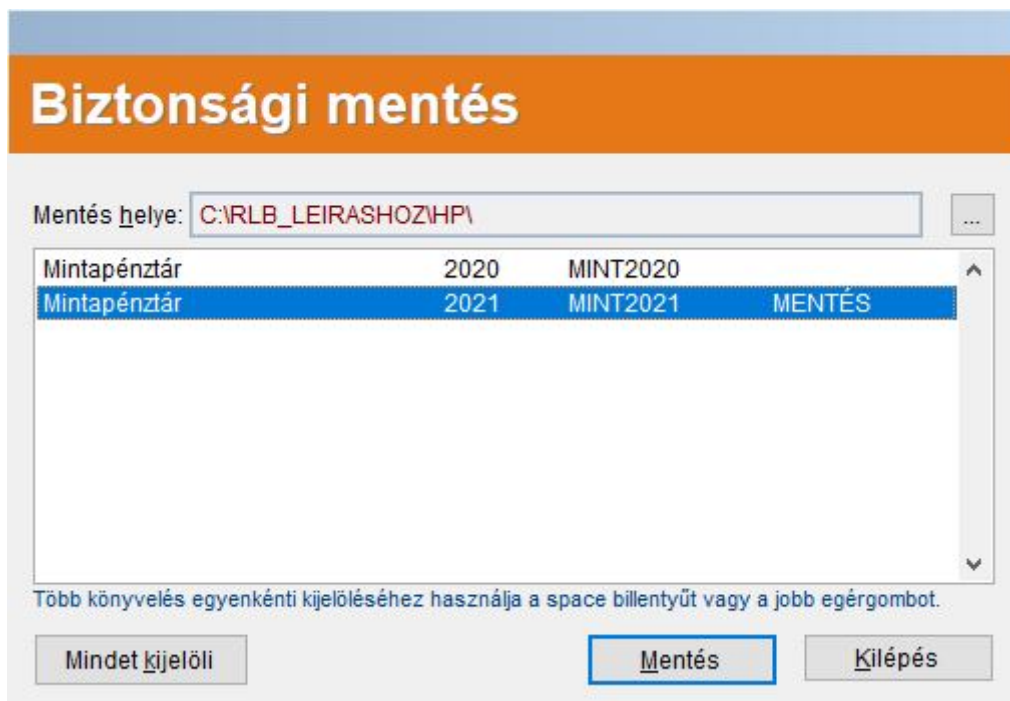 Biztonsági mentés
Mentés helye: C:\RLB_LEIRASHOZ\HP\ ...
Mintapénztár 2020 MINT2020
Mintapénztár 2021 MINT2021 MENTÉS
Több könyvelés egyenkénti kijelöléséhez használja a space billentyűt vagy a jobb egérgombot.
Mindet kijelöli Mentés Kilépés